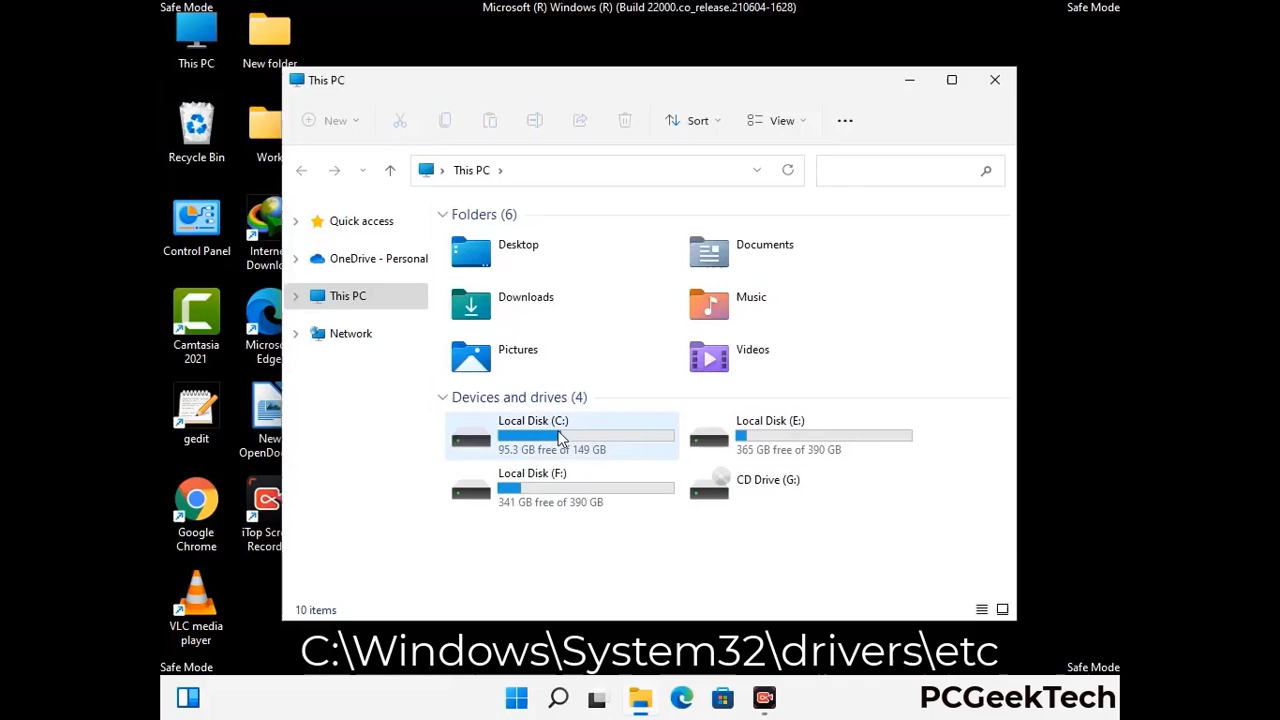 Safe Mode
Microsoft (R) Windows (R) (Build 22000.co_release.210604-1628)
Safe Mode
This PC
New folder
Recycle Bin
Work
Control Panel
Intern
Downlo
Camtasia
2021
Micros
Edge
gedit
New
OpenDo
Google
Chrome
iTop Scr
Record
VLC media
player
This PC
New
Sort
View
This PC
Quick access
OneDrive - Personal
This PC
Network
Folders (6)
Desktop
Documents
Downloads
Music
Pictures
Videos
Devices and drives (4)
Local Disk (C:)
95.3 GB free of 149 GB
Local Disk (E:)
365 GB free of 390 GB
Local Disk (F:)
341 GB free of 390 GB
CD Drive (G:)
10 items
C:\Windows\System32\drivers\etc
Safe Mode
Safe Mode
PCGeekTech